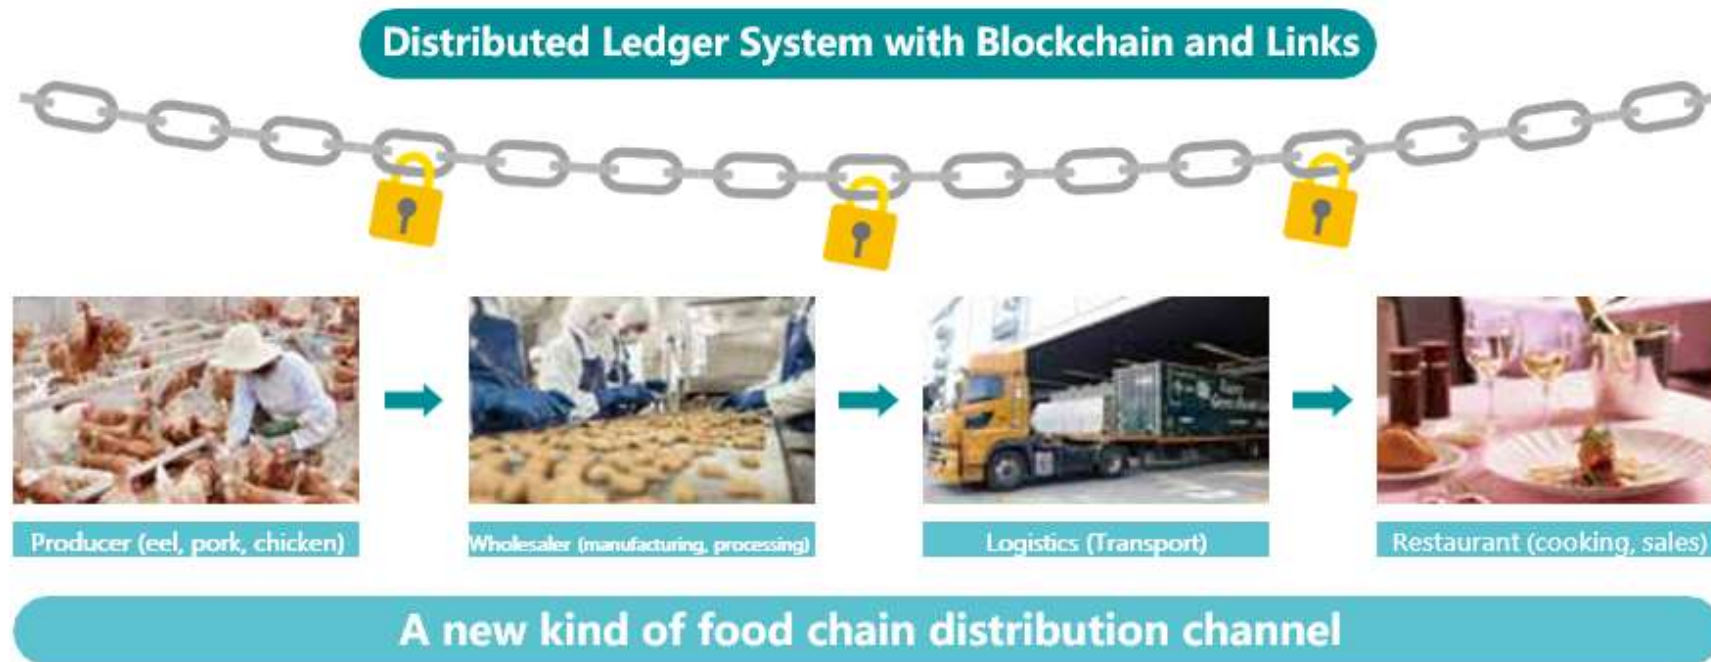 Distributed Ledger System with Blockchain and Links
Producer (eel, pork, chicken)
Wholesaler (manufacturing, processing)
Logistics (Transport)
Restaurant (cooking, sales)
A new kind of food chain distribution channel